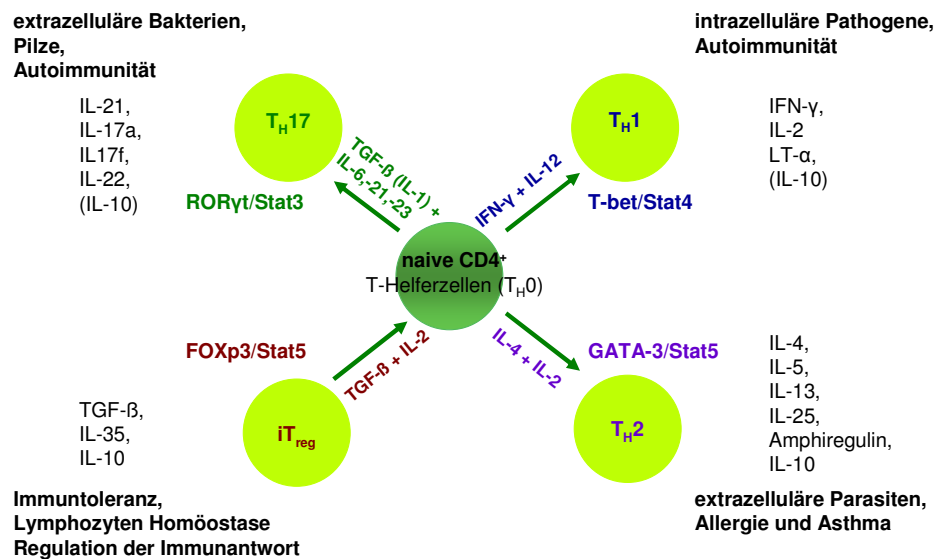 extrazelluläre Bakterien,
Pilze,
Autoimmunität
IL-21,
IL-17a,
IL17f,
IL-22,
(IL-10)
TH17
RORγt/Stat3
TGF-ß (IL-1) +
IL-6,-21,-23
intrazelluläre Pathogene,
Autoimmunität
TH1
IFN-γ,
IL-2
LT-α,
(IL-10)
IFN-γ + IL-12
T-bet/Stat4
naive CD4+
T-Helferzellen (TH0)
FOXp3/Stat5
TGF-ß + IL-2
iTreg
TGF-ß,
IL-35,
IL-10
Immuntoleranz,
Lymphozyten Homöostase
Regulation der Immunantwort
IL-4 + IL-2
GATA-3/Stat5
TH2
IL-4,
IL-5,
IL-13,
IL-25,
Amphiregulin,
IL-10
extrazelluläre Parasiten,
Allergie und Asthma